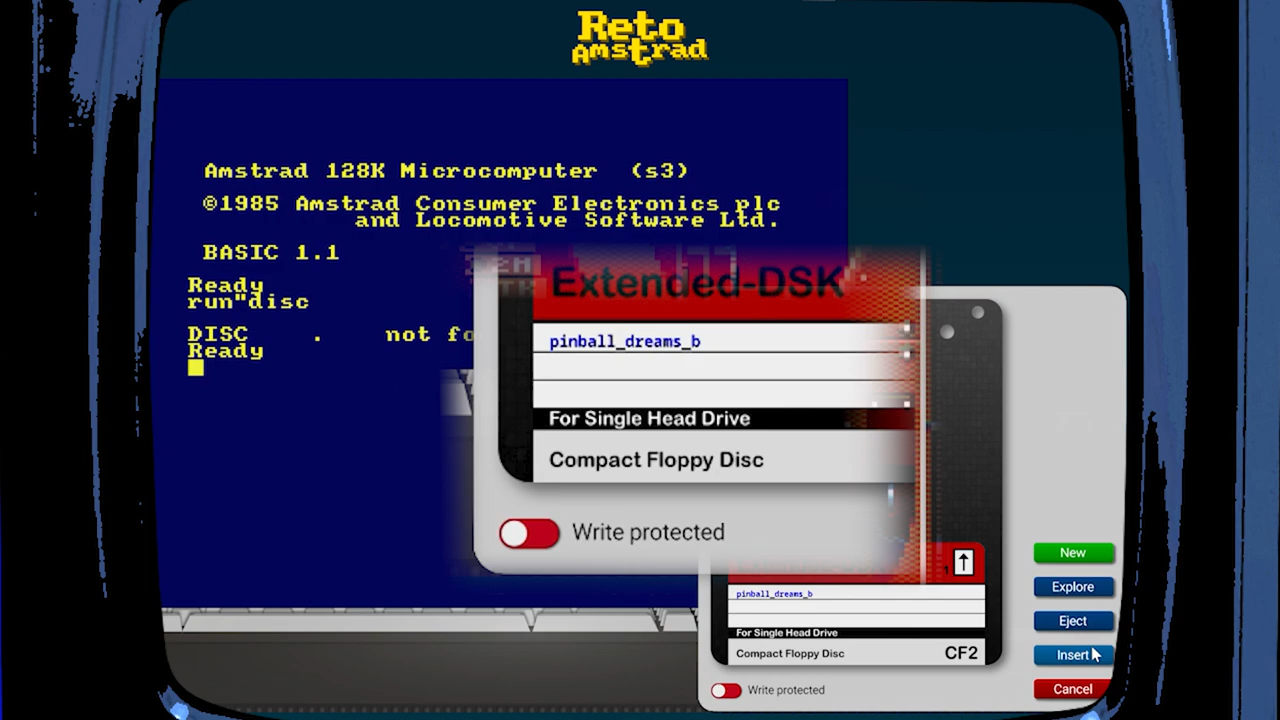 Reto
Amstrad
Amstrad 128K Microcomputer (s3)
©1985 Amstrad Consumer Electronics plc
and Locomotive Software Ltd.
BASIC 1.1
Ready
run"disc
DISC . not fo
Ready
Extended-DSK
pinball_dreams_b
For Single Head Drive
Compact Floppy Disc
Write protected
pinball_dreams_b
For Single Head Drive
Compact Floppy Disc CF2
Write protected
New
Explore
Eject
Insert
Cancel